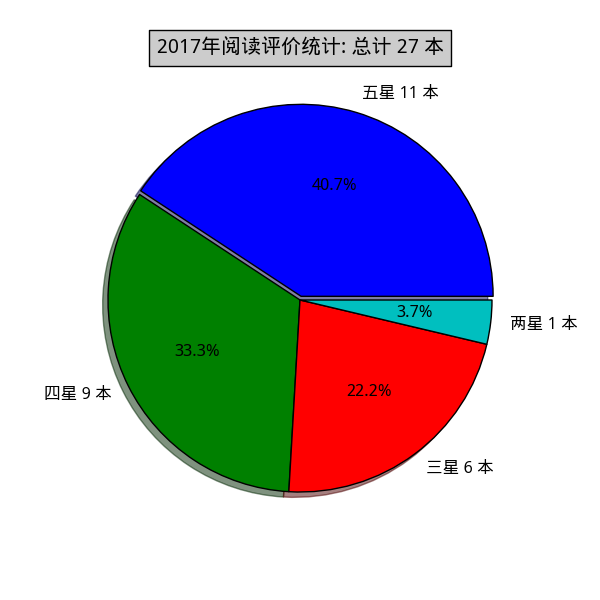 2017年阅读评价统计: 总计 27 本
五星 11 本
40.7%
3.7%
两星 1 本
33.3%
22.2%
四星 9 本
三星 6 本